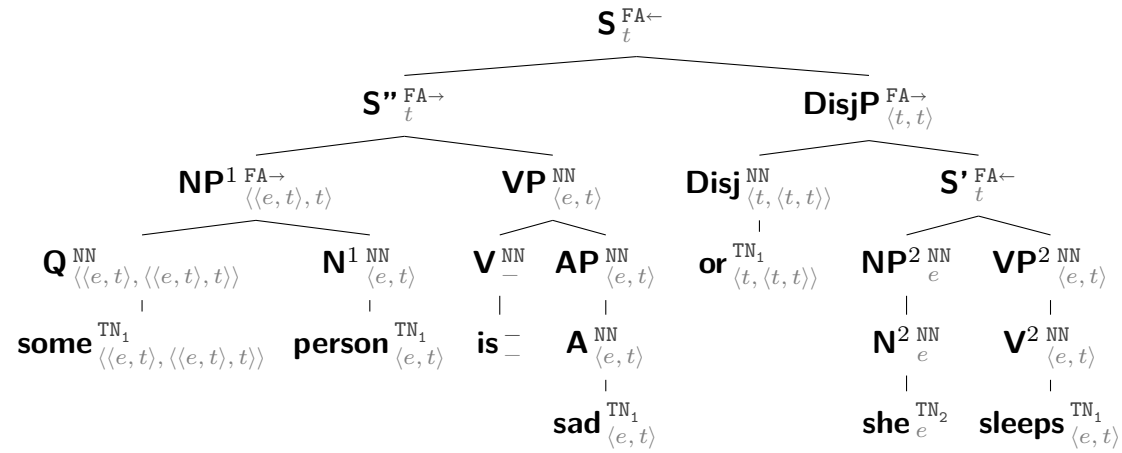 S FA← t
S” FA→ t DisjP FA→ ⟨t, t⟩
NP¹ FA→ ⟨⟨e, t⟩, t⟩ VP NN ⟨e, t⟩ Disj NN ⟨t, ⟨t, t⟩⟩ S’ FA← t
Q NN ⟨⟨e, t⟩, ⟨⟨e, t⟩, t⟩⟩ N¹ NN ⟨e, t⟩ V NN – AP NN ⟨e, t⟩ or TN₁ ⟨t, ⟨t, t⟩⟩ NP² NN e VP² NN ⟨e, t⟩
some TN₁ ⟨⟨e, t⟩, ⟨⟨e, t⟩, t⟩⟩ person TN₁ ⟨e, t⟩ is – – A NN ⟨e, t⟩ N² NN e V² NN ⟨e, t⟩
sad TN₁ ⟨e, t⟩ she TN₂ e sleeps TN₁ ⟨e, t⟩